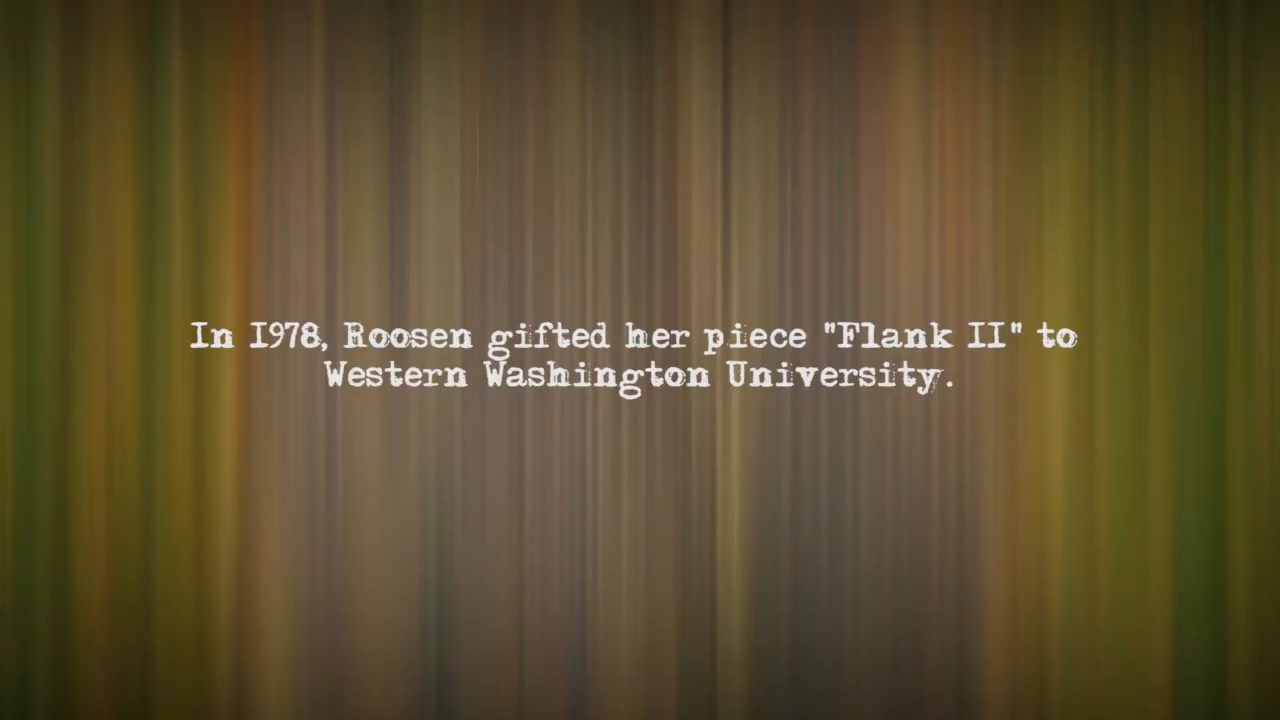 In 1978, Roosen gifted her piece "Flank II" to
Western Washington University.